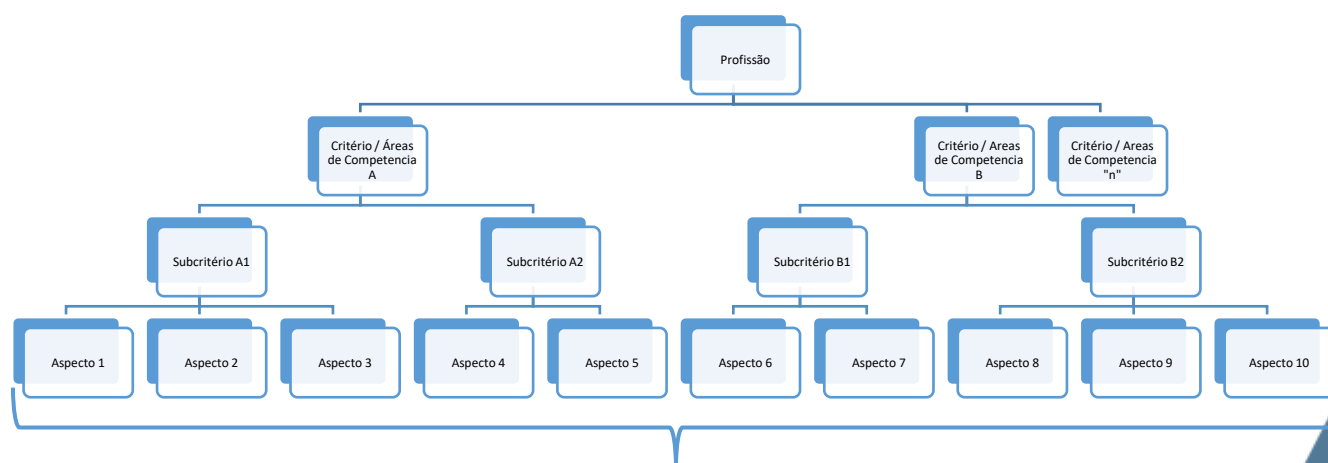 Profissão
Critério / Áreas
de Competencia
A
Critério / Areas
de Competencia
B
Critério / Areas
de Competencia
"n"
Subcritério A1
Subcritério A2
Subcritério B1
Subcritério B2
Aspecto 1
Aspecto 2
Aspecto 3
Aspecto 4
Aspecto 5
Aspecto 6
Aspecto 7
Aspecto 8
Aspecto 9
Aspecto 10